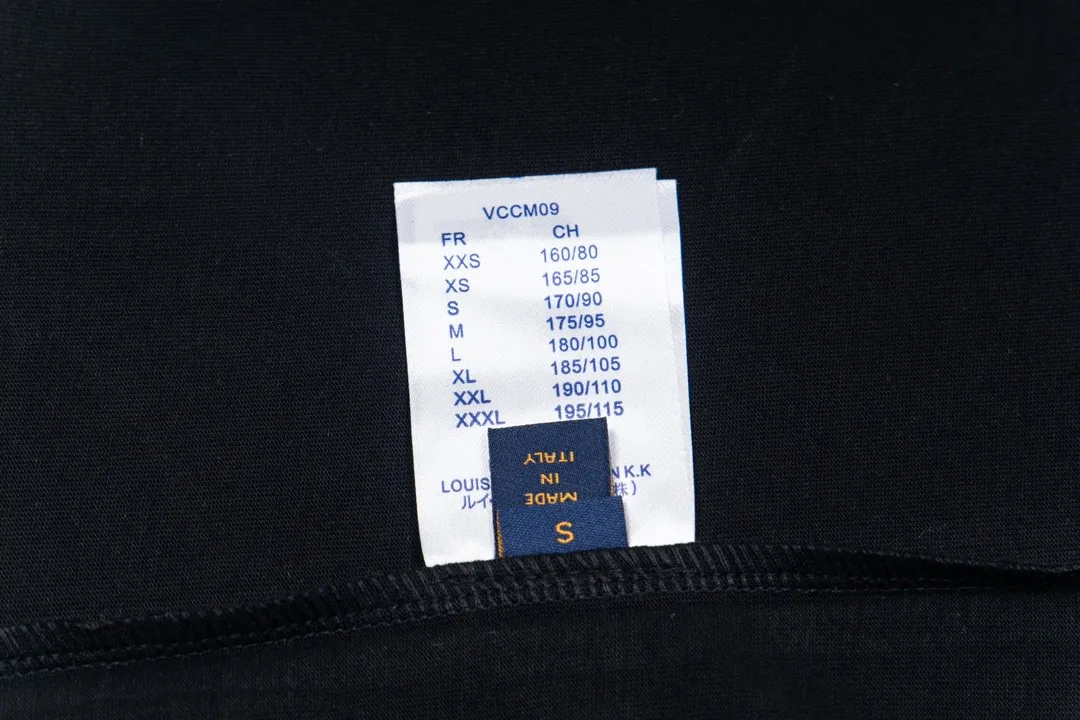 VCCM09
FR CH
XXS 160/80
XS 165/85
S 170/90
M 175/95
L 180/100
XL 185/105
XXL 190/110
XXXL 195/115
LOUIS N K.K
ルイ 株)
MADE
IN
ITALY
S